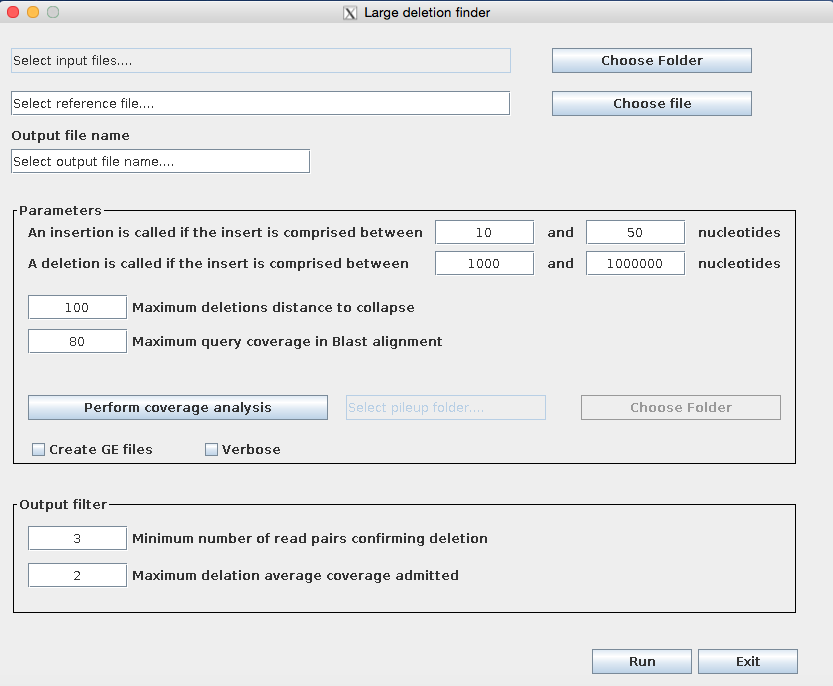 Large deletion finder
Select input files.... Choose Folder
Select reference file.... Choose file
Output file name
Select output file name....
Parameters
An insertion is called if the insert is comprised between 10 and 50 nucleotides
A deletion is called if the insert is comprised between 1000 and 1000000 nucleotides
100 Maximum deletions distance to collapse
80 Maximum query coverage in Blast alignment
Perform coverage analysis Select pileup folder.... Choose Folder
Create GE files Verbose
Output filter
3 Minimum number of read pairs confirming deletion
2 Maximum delation average coverage admitted
Run Exit